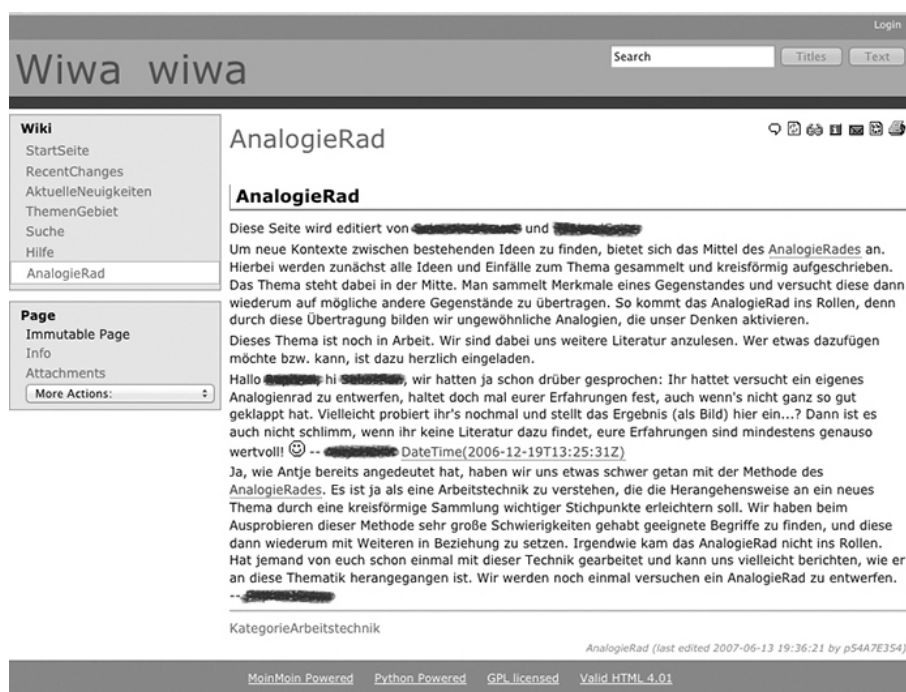 Login
Wiwa wiwa
Search
Titles
Text
Wiki
StartSeite
RecentChanges
AktuelleNeuigkeiten
ThemenGebiet
Suche
Hilfe
AnalogieRad
Page
Immutable Page
Info
Attachments
More Actions:
AnalogieRad
AnalogieRad
Diese Seite wird editiert von und
Um neue Kontexte zwischen bestehenden Ideen zu finden, bietet sich das Mittel des AnalogieRades an.
Hierbei werden zunächst alle Ideen und Einfälle zum Thema gesammelt und kreisförmig aufgeschrieben.
Das Thema steht dabei in der Mitte. Man sammelt Merkmale eines Gegenstandes und versucht diese dann
wiederum auf mögliche andere Gegenstände zu übertragen. So kommt das AnalogieRad ins Rollen, denn
durch diese Übertragung bilden wir ungewöhnliche Analogien, die unser Denken aktivieren.
Dieses Thema ist noch in Arbeit. Wir sind dabei uns weitere Literatur anzulesen. Wer etwas dazufügen
möchte bzw. kann, ist dazu herzlich eingeladen.
Hallo hi , wir hatten ja schon drüber gesprochen: Ihr hattet versucht ein eigenes
Analogienrad zu entwerfen, haltet doch mal eurer Erfahrungen fest, auch wenn's nicht ganz so gut
geklappt hat. Vielleicht probiert ihr's nochmal und stellt das Ergebnis (als Bild) hier ein...? Dann ist es
auch nicht schlimm, wenn ihr keine Literatur dazu findet, eure Erfahrungen sind mindestens genauso
wertvoll! -- DateTime(2006-12-19T13:25:31Z)
Ja, wie Antje bereits angedeutet hat, haben wir uns etwas schwer getan mit der Methode des
AnalogieRades. Es ist ja als eine Arbeitstechnik zu verstehen, die die Herangehensweise an ein neues
Thema durch eine kreisförmige Sammlung wichtiger Stichpunkte erleichtern soll. Wir haben beim
Ausprobieren dieser Methode sehr große Schwierigkeiten gehabt geeignete Begriffe zu finden, und diese
dann wiederum mit Weiteren in Beziehung zu setzen. Irgendwie kam das AnalogieRad nicht ins Rollen.
Hat jemand von euch schon einmal mit dieser Technik gearbeitet und kann uns vielleicht berichten, wie er
an diese Thematik herangegangen ist. Wir werden noch einmal versuchen ein AnalogieRad zu entwerfen.
--
KategorieArbeitstechnik
AnalogieRad (last edited 2007-06-13 19:36:21 by p54A7E354)
MoinMoin Powered
Python Powered
GPL licensed
Valid HTML 4.01